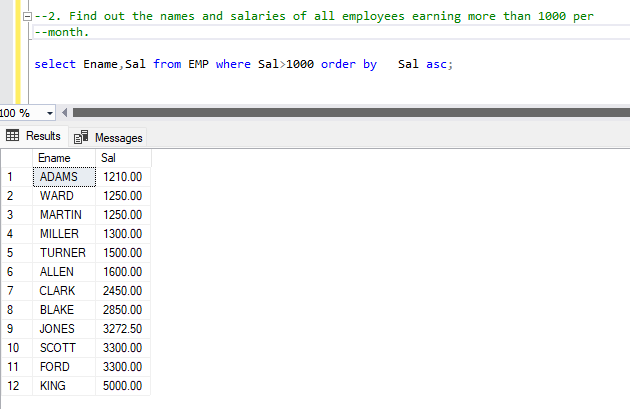 --2. Find out the names and salaries of all employees earning more than 1000 per
--month.
select Ename,Sal from EMP where Sal>1000 order by   Sal asc;
100 %
Results Messages
Ename Sal
1 ADAMS 1210.00
2 WARD 1250.00
3 MARTIN 1250.00
4 MILLER 1300.00
5 TURNER 1500.00
6 ALLEN 1600.00
7 CLARK 2450.00
8 BLAKE 2850.00
9 JONES 3272.50
10 SCOTT 3300.00
11 FORD 3300.00
12 KING 5000.00